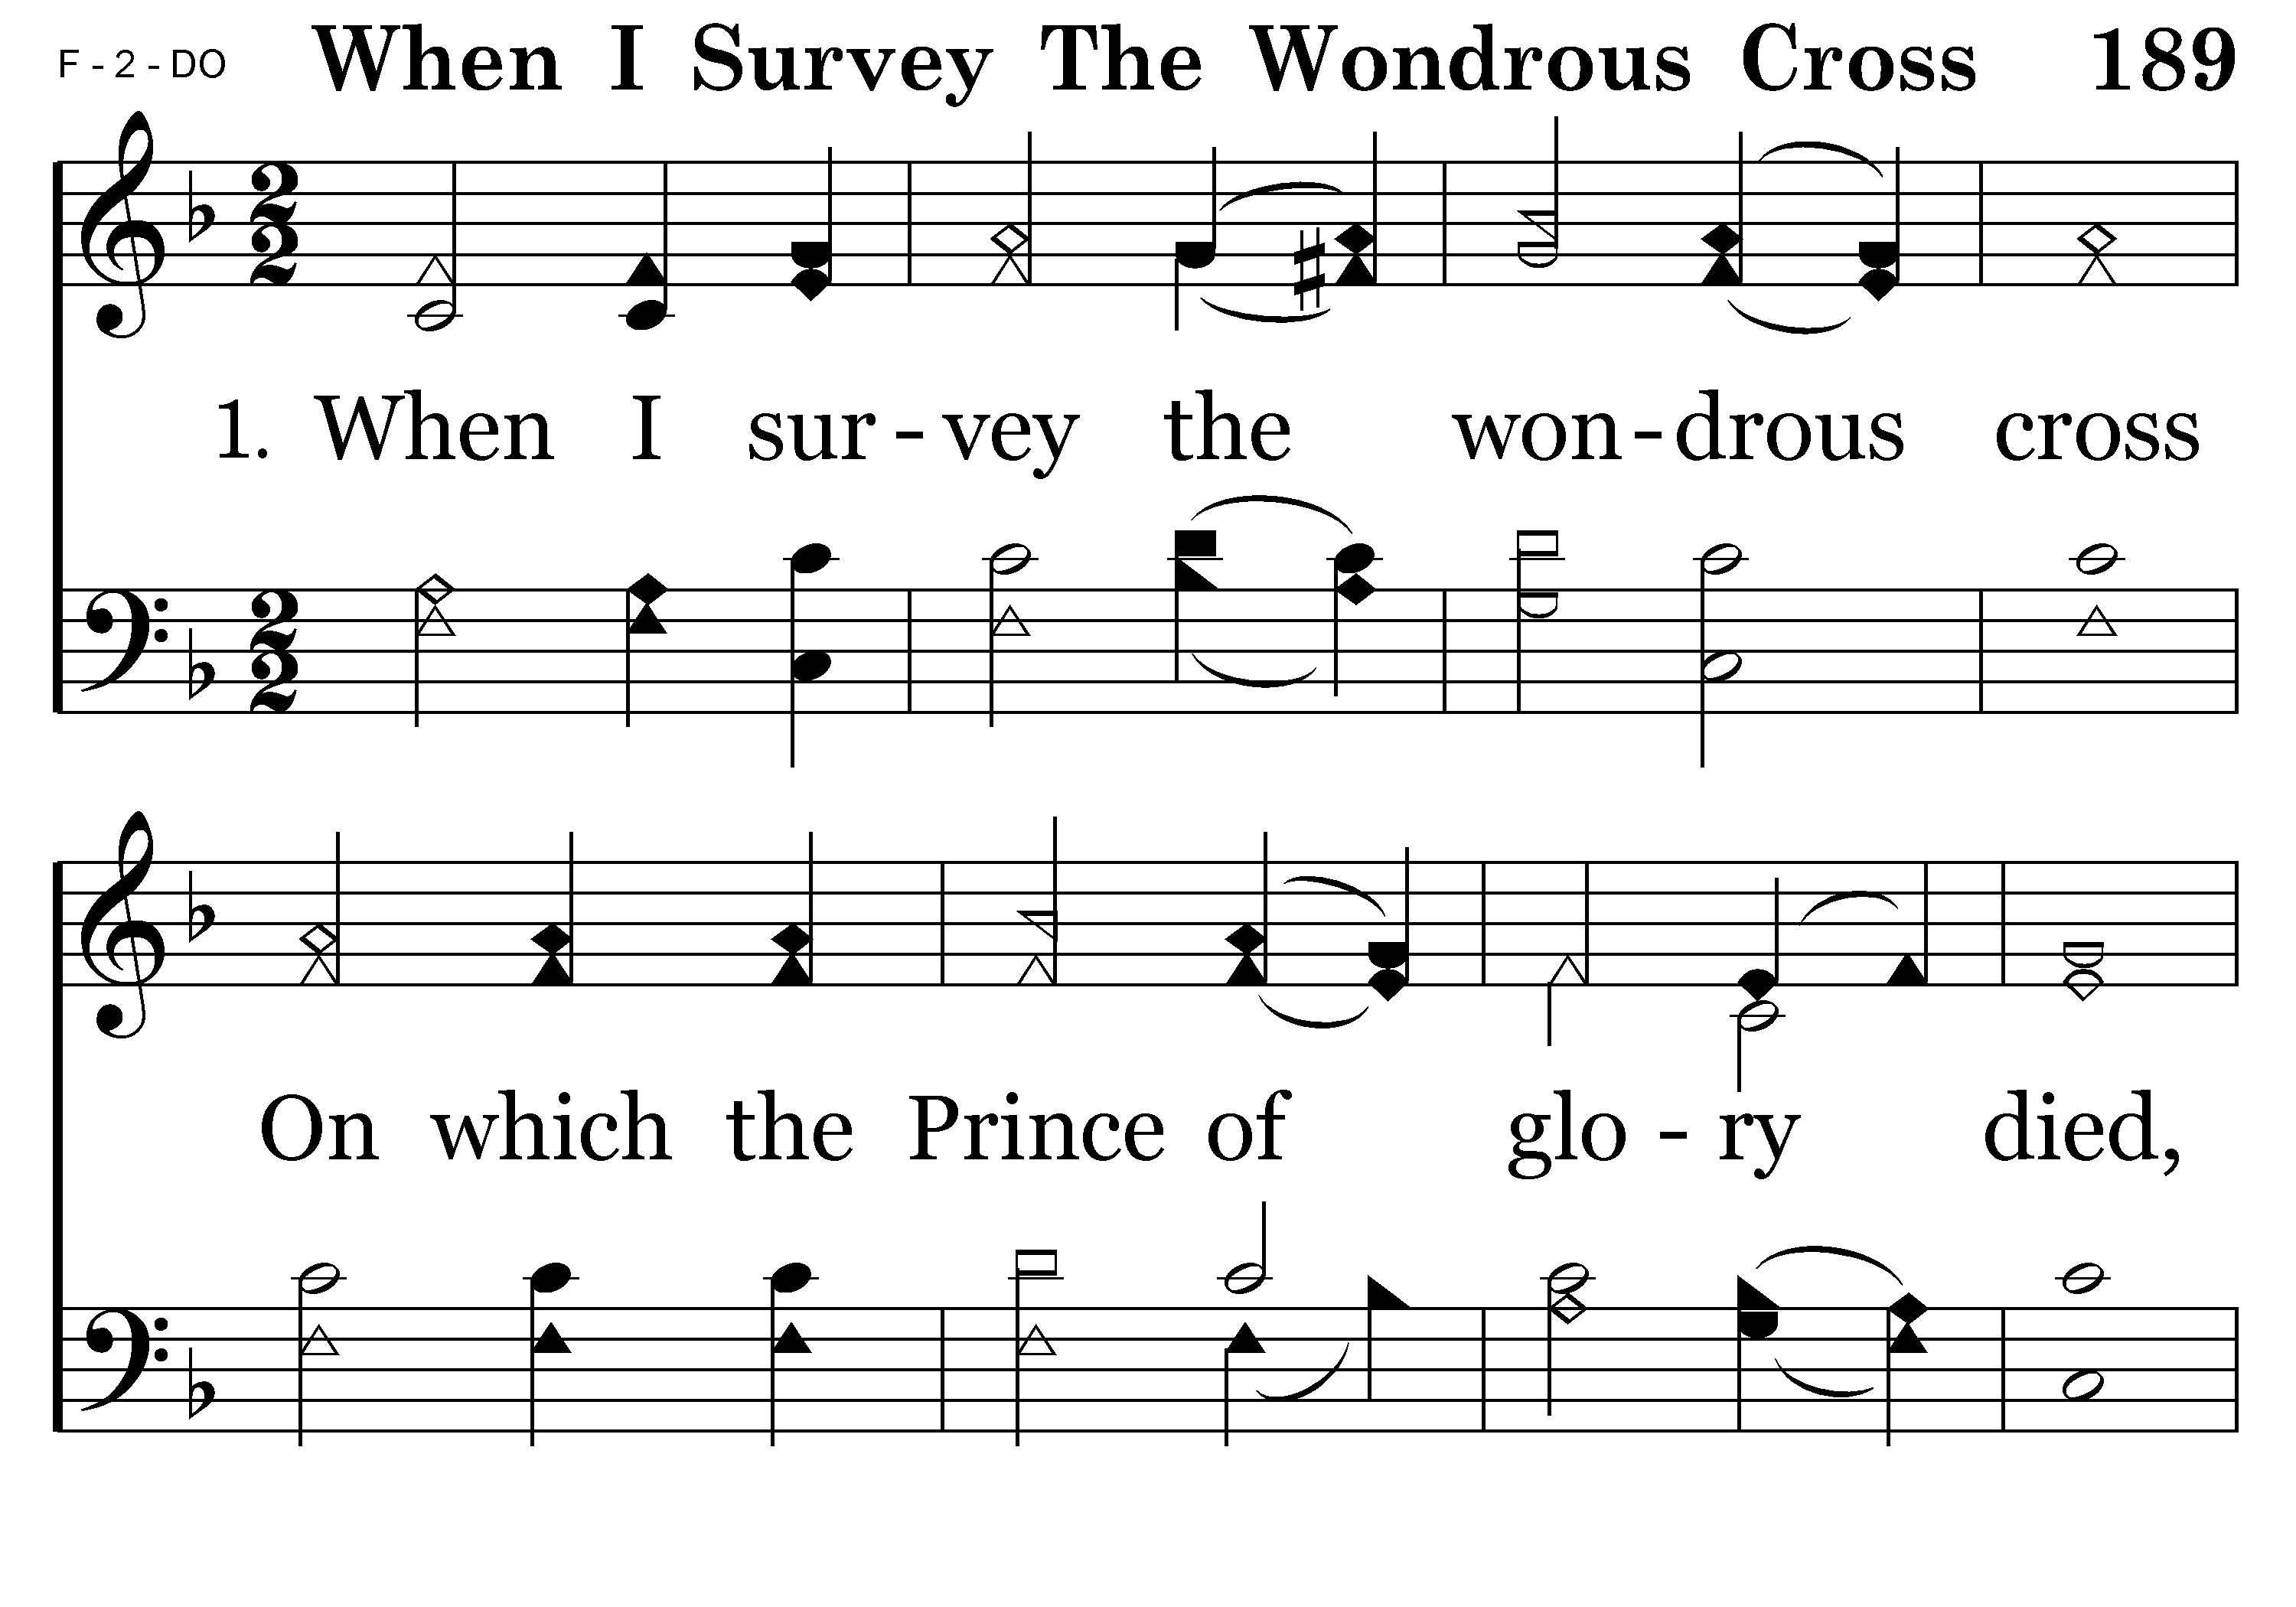 F - 2 - DO When I Survey The Wondrous Cross 189
1. When I sur - vey the won - drous cross
On which the Prince of glo - ry died,